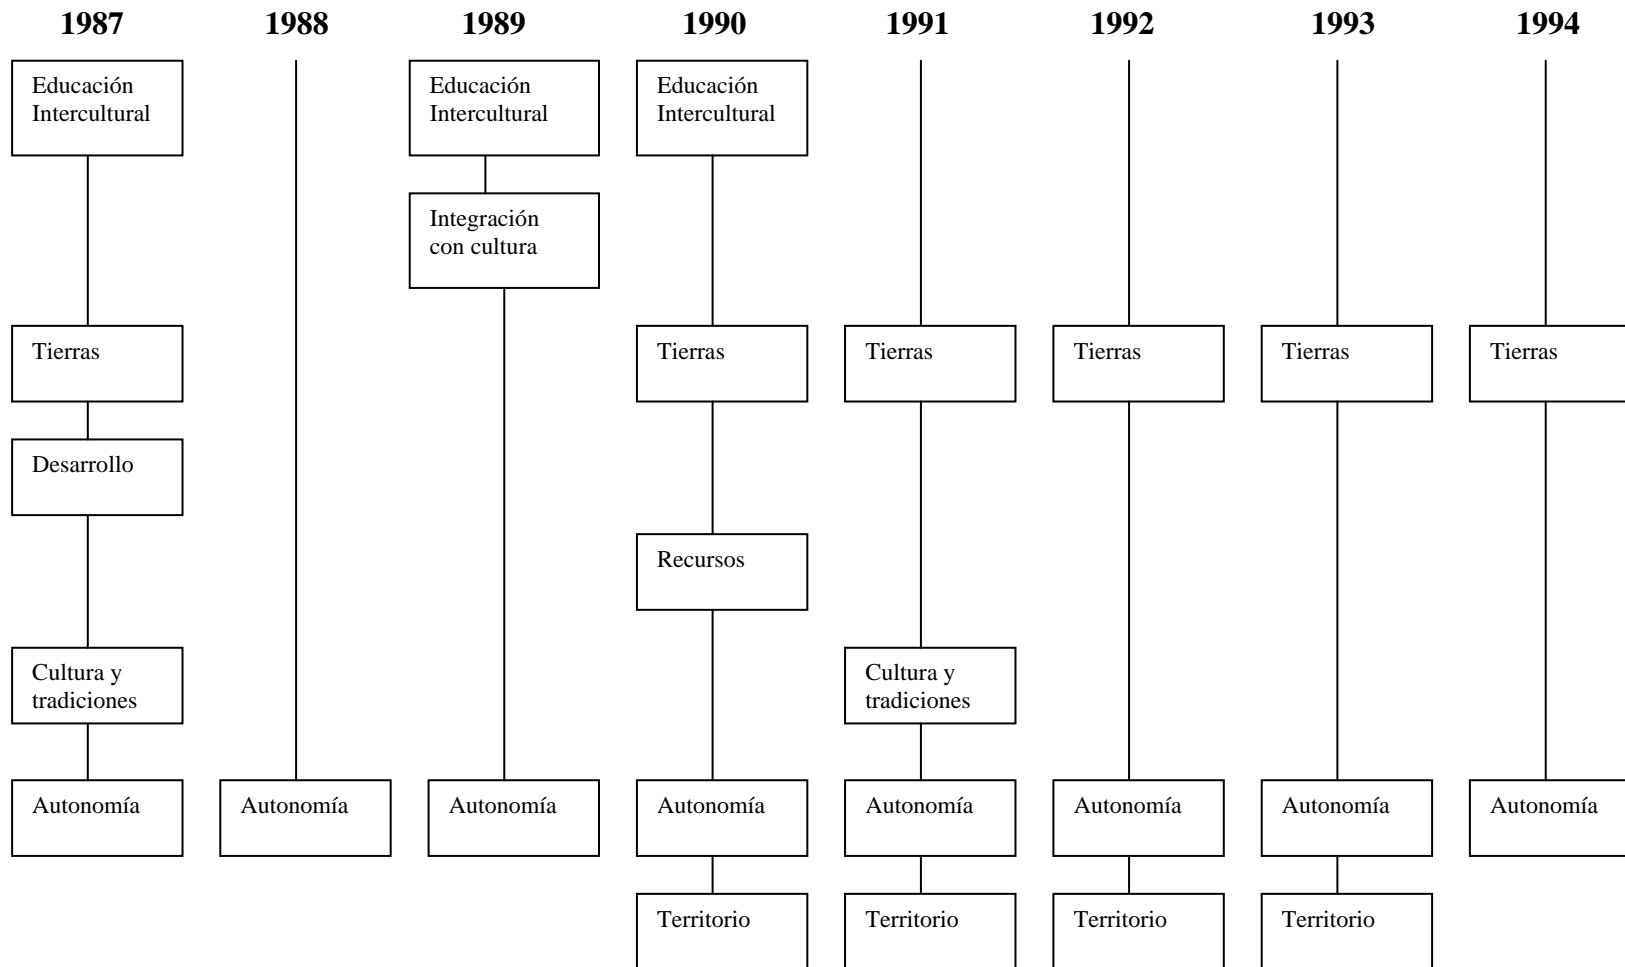 1987 1988 1989 1990 1991 1992 1993 1994
Educación
Intercultural
Educación
Intercultural
Educación
Intercultural
Integración
con cultura
Tierras Tierras Tierras Tierras Tierras Tierras
Desarrollo
Recursos
Cultura y
tradiciones
Cultura y
tradiciones
Autonomía Autonomía Autonomía Autonomía Autonomía Autonomía Autonomía Autonomía
Territorio Territorio Territorio Territorio